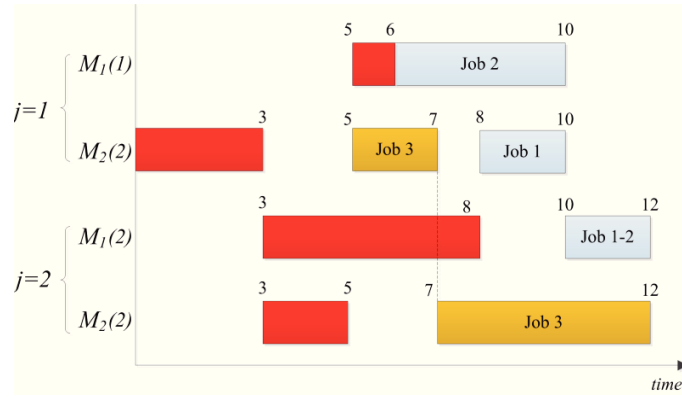 5 6 10
M₁(1) Job 2
j=1
3 5 7 8 10
M₂(2) Job 3 Job 1
3 8 10 12
M₁(2) Job 1-2
j=2
3 5 7 12
M₂(2) Job 3
time